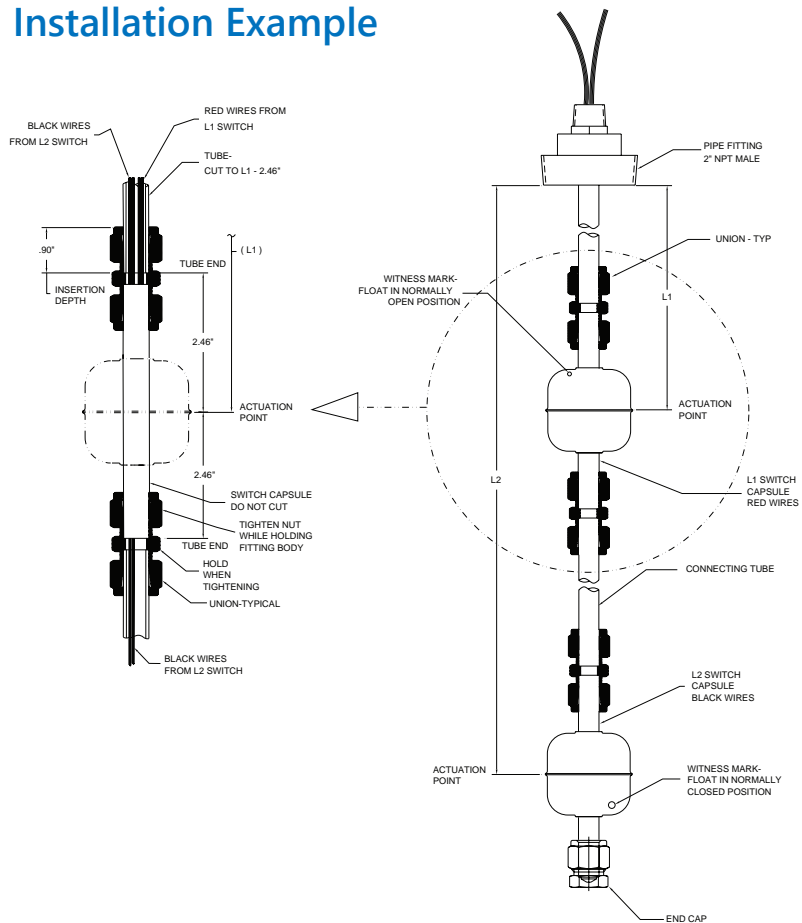 Installation Example
BLACK WIRES
FROM L2 SWITCH
RED WIRES FROM
L1 SWITCH
TUBE-
CUT TO L1 - 2.46"
.90"
TUBE END
( L1 )
INSERTION
DEPTH
2.46"
ACTUATION
POINT
2.46"
SWITCH CAPSULE
DO NOT CUT
TIGHTEN NUT
WHILE HOLDING
FITTING BODY
TUBE END
HOLD
WHEN
TIGHTENING
UNION-TYPICAL
BLACK WIRES
FROM L2 SWITCH
PIPE FITTING
2" NPT MALE
UNION - TYP
WITNESS MARK-
FLOAT IN NORMALLY
OPEN POSITION
L1
ACTUATION
POINT
L2
L1 SWITCH
CAPSULE
RED WIRES
CONNECTING TUBE
L2 SWITCH
CAPSULE
BLACK WIRES
ACTUATION
POINT
WITNESS MARK-
FLOAT IN NORMALLY
CLOSED POSITION
END CAP